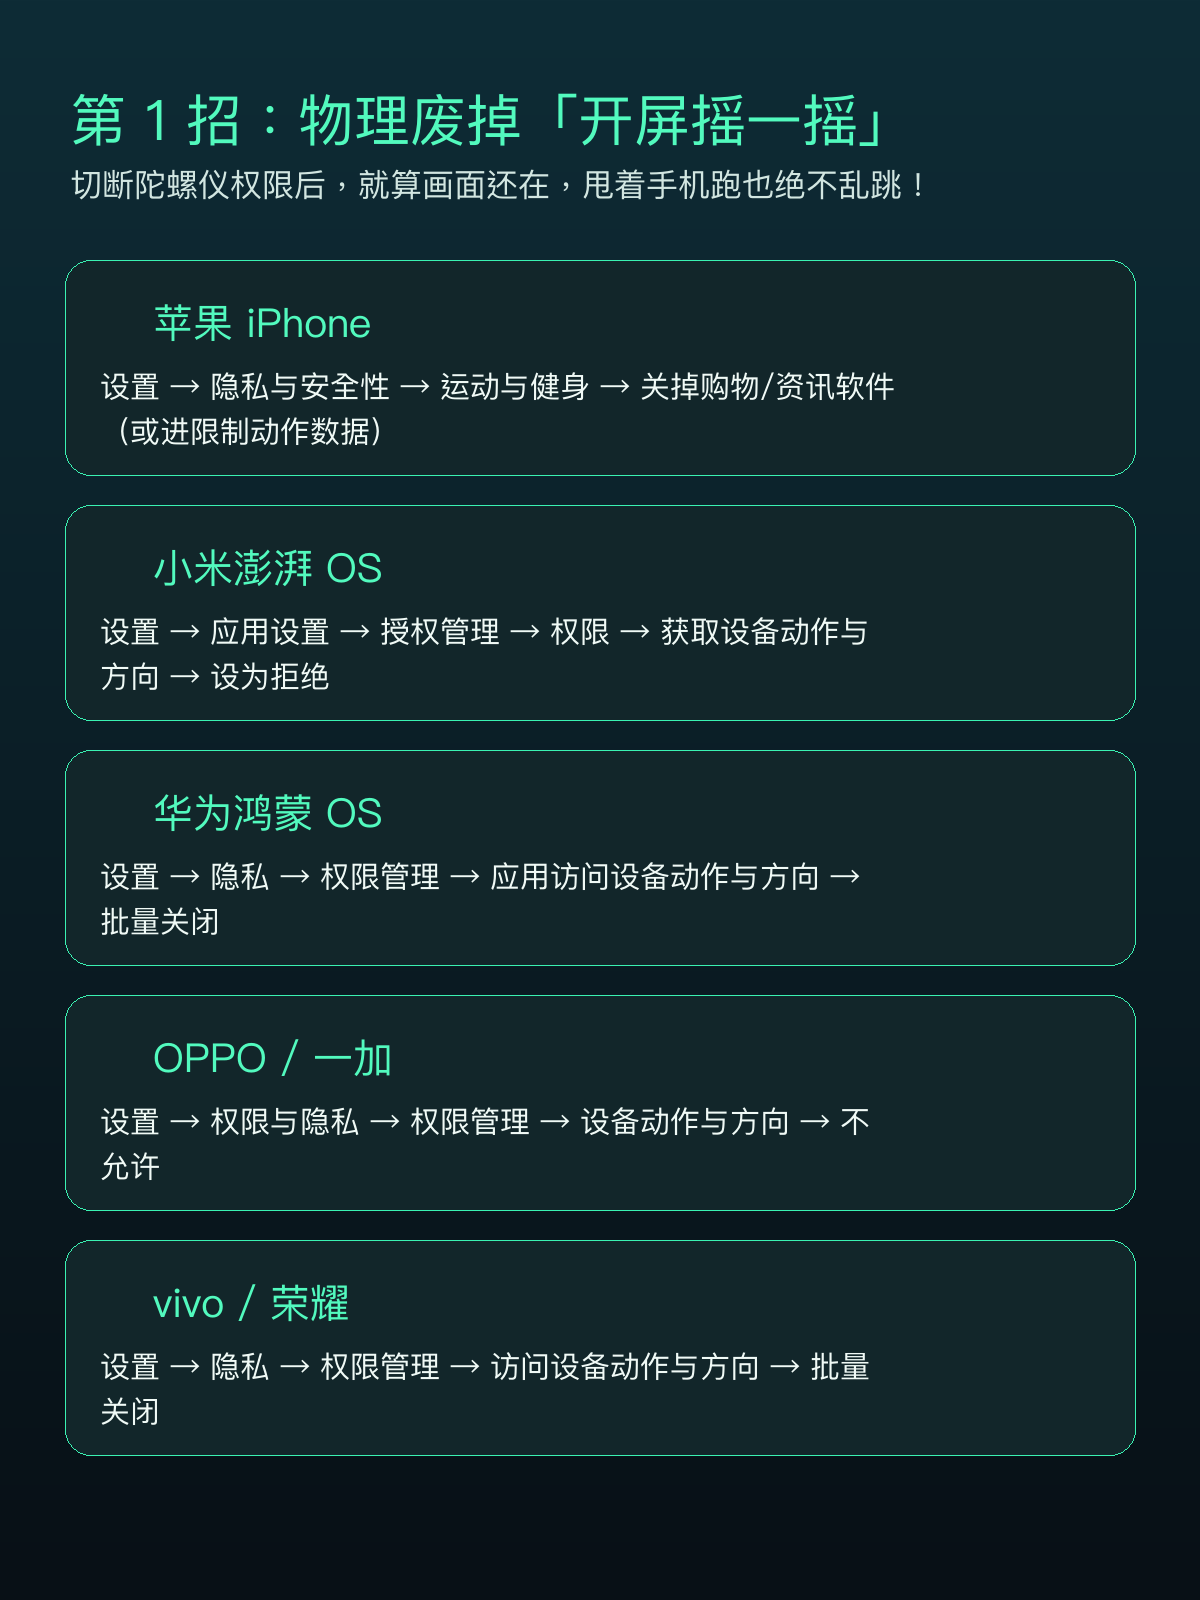 第 1 招：物理废掉「开屏摇一摇」
切断陀螺仪权限后，就算画面还在，甩着手机跑也绝不乱跳！
苹果 iPhone
设置 → 隐私与安全性 → 运动与健身 → 关掉购物/资讯软件
（或进限制动作数据）
小米澎湃 OS
设置 → 应用设置 → 授权管理 → 权限 → 获取设备动作与
方向 → 设为拒绝
华为鸿蒙 OS
设置 → 隐私 → 权限管理 → 应用访问设备动作与方向 →
批量关闭
OPPO / 一加
设置 → 权限与隐私 → 权限管理 → 设备动作与方向 → 不
允许
vivo / 荣耀
设置 → 隐私 → 权限管理 → 访问设备动作与方向 → 批量
关闭